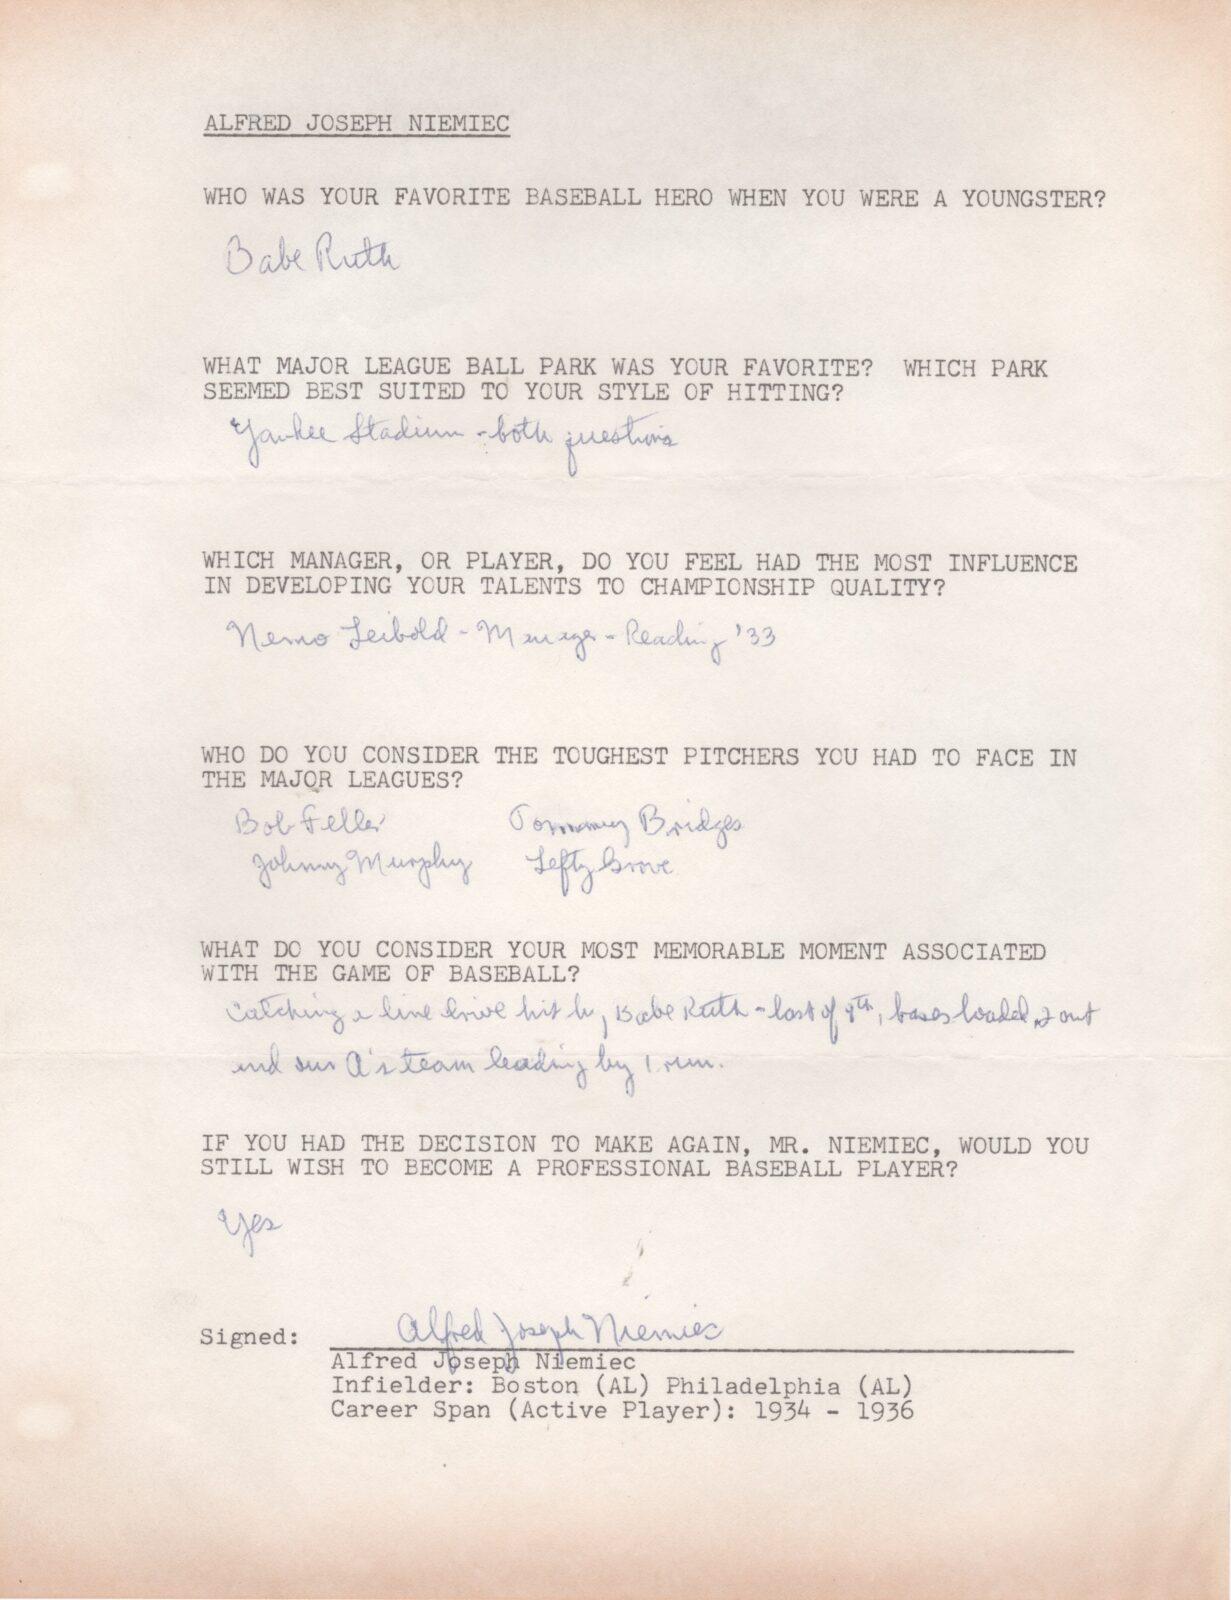 ALFRED JOSEPH NIEMIEC
WHO WAS YOUR FAVORITE BASEBALL HERO WHEN YOU WERE A YOUNGSTER?
Babe Ruth
WHAT MAJOR LEAGUE BALL PARK WAS YOUR FAVORITE? WHICH PARK
SEEMED BEST SUITED TO YOUR STYLE OF HITTING?
Yankee Stadium - both questions
WHICH MANAGER, OR PLAYER, DO YOU FEEL HAD THE MOST INFLUENCE
IN DEVELOPING YOUR TALENTS TO CHAMPIONSHIP QUALITY?
Nemo Leibold - Manager - Reading '33
WHO DO YOU CONSIDER THE TOUGHEST PITCHERS YOU HAD TO FACE IN
THE MAJOR LEAGUES?
Bob Feller Tommy Bridges
Johnny Murphy Lefty Grove
WHAT DO YOU CONSIDER YOUR MOST MEMORABLE MOMENT ASSOCIATED
WITH THE GAME OF BASEBALL?
Catching a line drive hit by Babe Ruth - last of 9th, bases loaded, 2 out
and our A's team leading by 1 run.
IF YOU HAD THE DECISION TO MAKE AGAIN, MR. NIEMIEC, WOULD YOU
STILL WISH TO BECOME A PROFESSIONAL BASEBALL PLAYER?
Yes
Signed: Alfred Joseph Niemiec
Alfred Joseph Niemiec
Infielder: Boston (AL) Philadelphia (AL)
Career Span (Active Player): 1934 - 1936